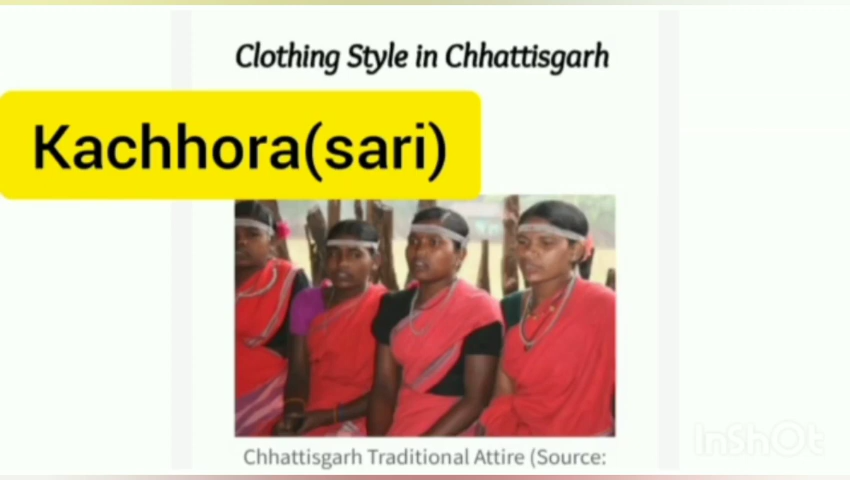 Clothing Style in Chhattisgarh
Kachhora(sari)
Chhattisgarh Traditional Attire (Source:
InShOt